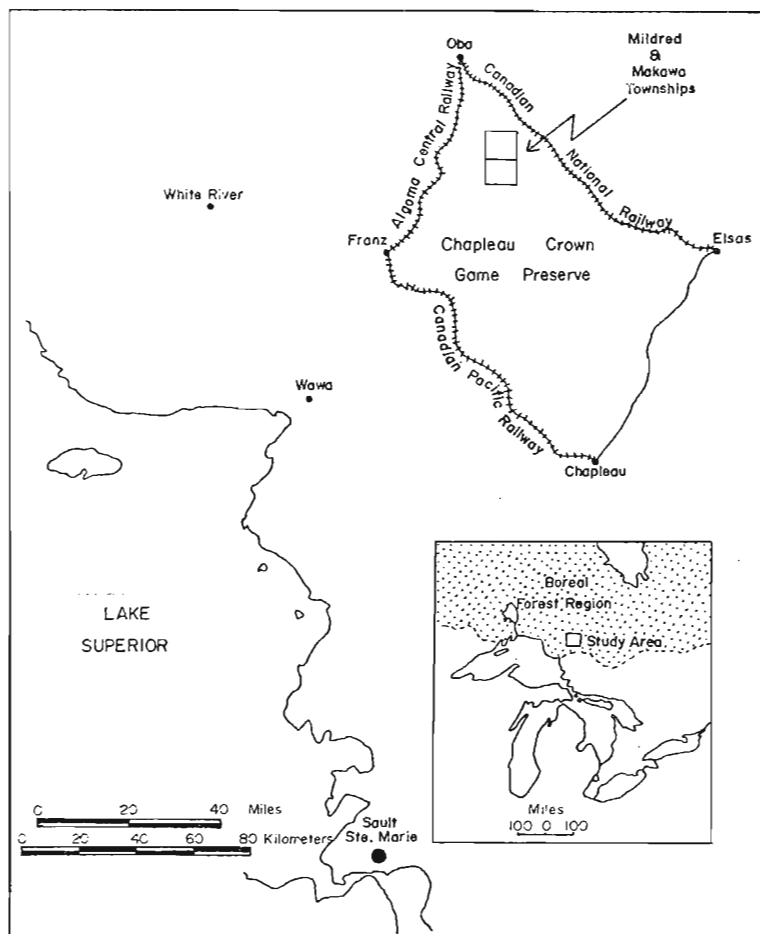 Oba
Mildred
&
Makawa
Townships
Canadian
National
Railway
Algoma Central Railway
White River
Franz
Elsas
Chapleau Crown
Game Preserve
Canadian Pacific Railway
Wawa
Chapleau
LAKE
SUPERIOR
Boreal
Forest Region
Study Area
Miles
100 0 100
0 20 40 Miles
0 20 40 60 80 Kilometers
Sault
Ste. Marie